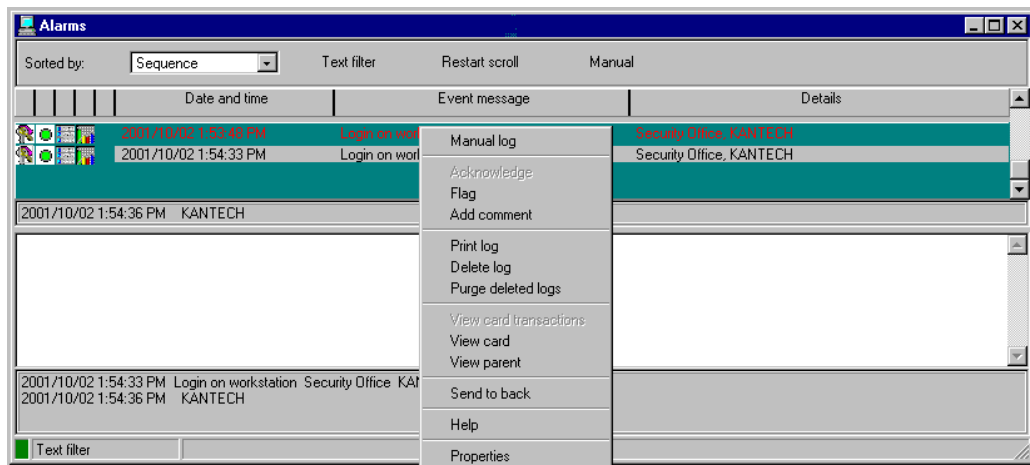 Alarms
Sorted by: Sequence Text filter Restart scroll Manual
Date and time Event message Details
2001/10/02 1:53:48 PM Login on Security Office, KANTECH
2001/10/02 1:54:33 PM Login on Security Office, KANTECH
2001/10/02 1:54:36 PM KANTECH
Manual log
Acknowledge
Flag
Add comment
Print log
Delete log
Purge deleted logs
View card transactions
View card
View parent
Send to back
Help
Properties
2001/10/02 1:54:33 PM Login on workstation Security Office
2001/10/02 1:54:36 PM KANTECH
Text filter